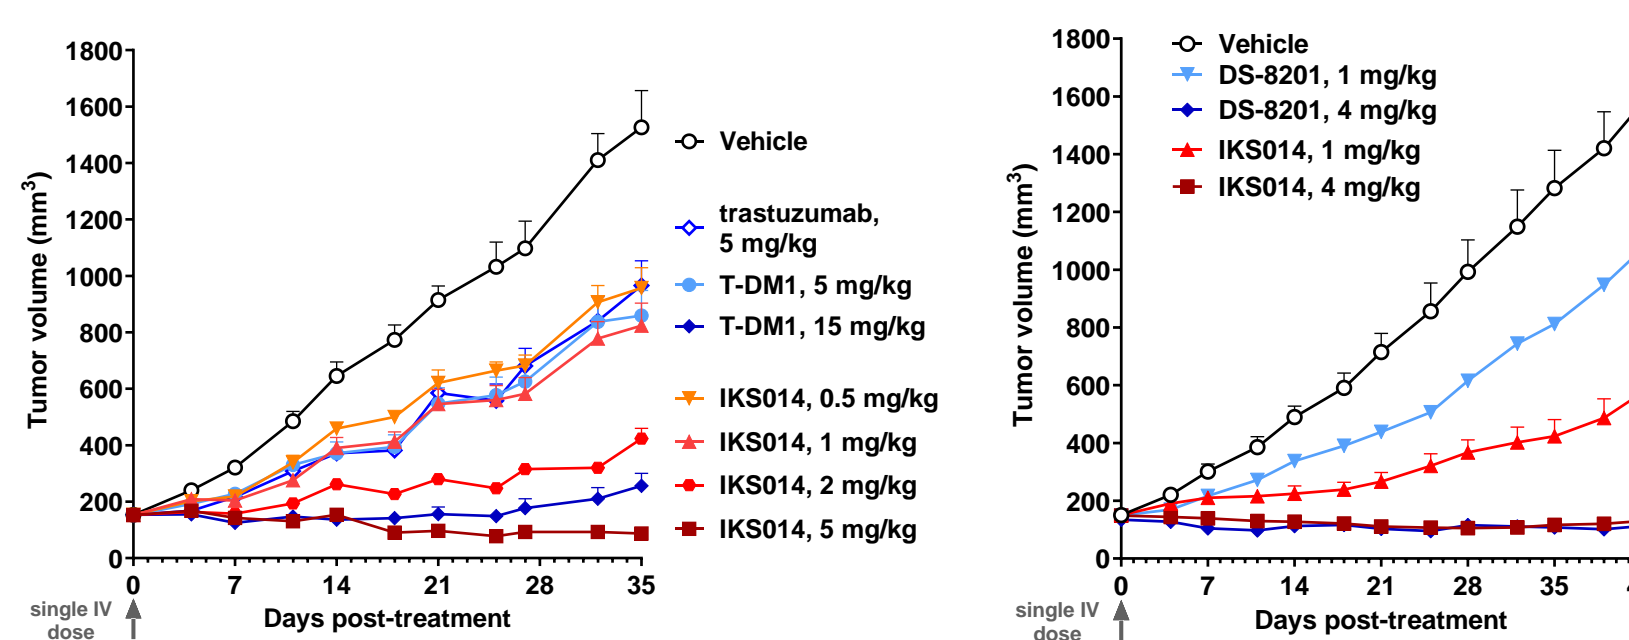 1800
1600
1400
1200
1000
800
600
400
200
0
Tumor volume (mm3)
0 7 14 21 28 35
Days post-treatment
single IV
dose
Vehicle
trastuzumab,
5 mg/kg
T-DM1, 5 mg/kg
T-DM1, 15 mg/kg
IKS014, 0.5 mg/kg
IKS014, 1 mg/kg
IKS014, 2 mg/kg
IKS014, 5 mg/kg
1800
1600
1400
1200
1000
800
600
400
200
0
Tumor volume (mm3)
0 7 14 21 28 35
Days post-treatment
single IV
dose
Vehicle
DS-8201, 1 mg/kg
DS-8201, 4 mg/kg
IKS014, 1 mg/kg
IKS014, 4 mg/kg